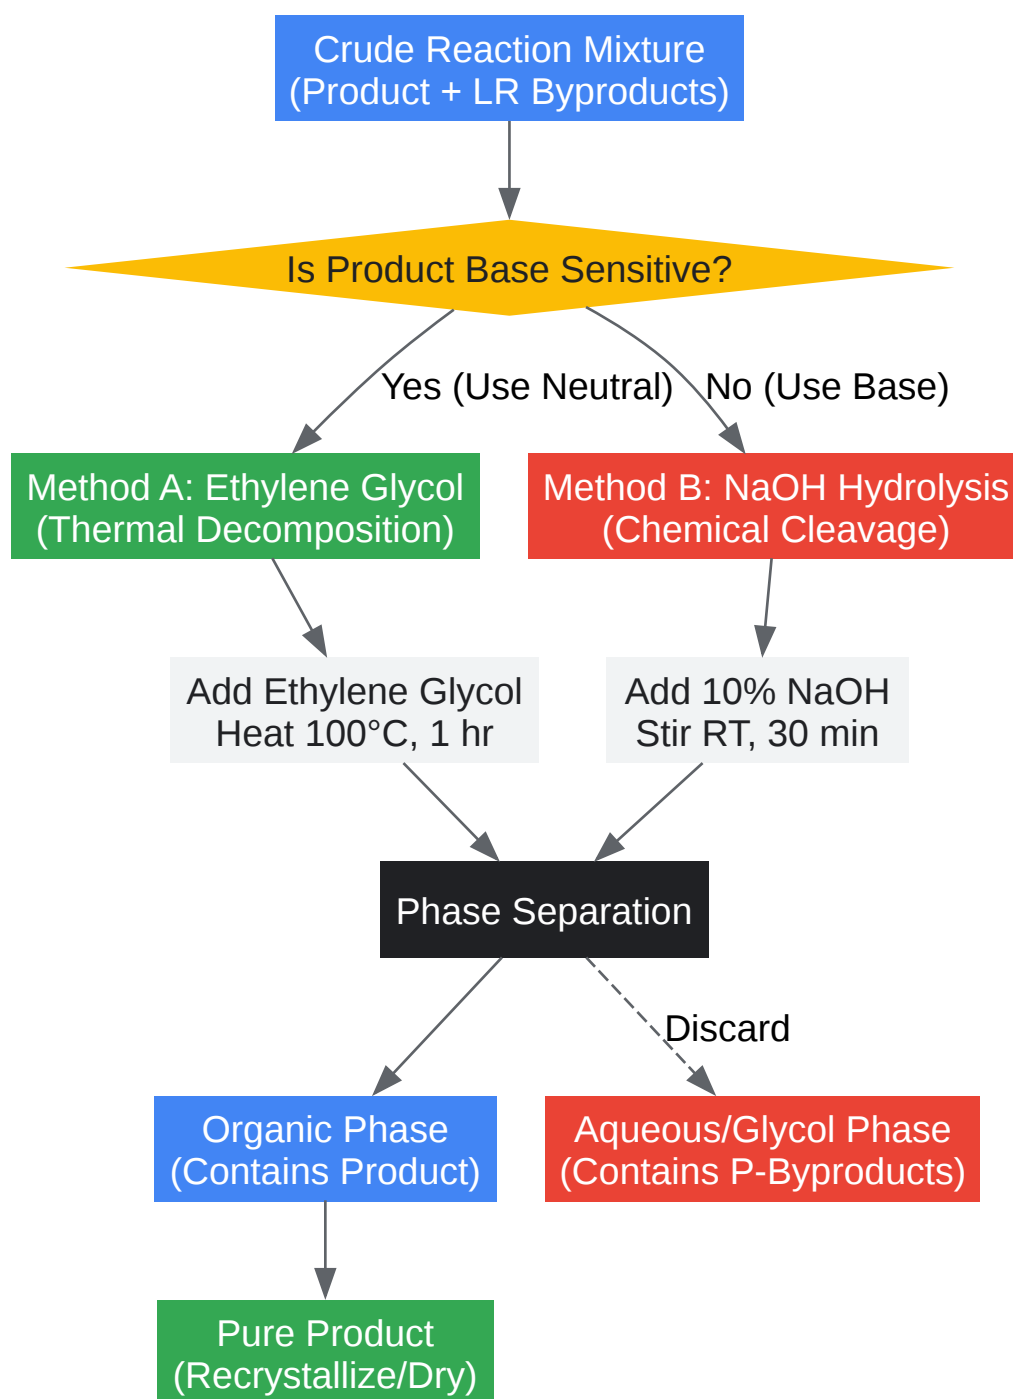 Crude Reaction Mixture
(Product + LR Byproducts)
Is Product Base Sensitive?
Yes (Use Neutral)
No (Use Base)
Method A: Ethylene Glycol
(Thermal Decomposition)
Method B: NaOH Hydrolysis
(Chemical Cleavage)
Add Ethylene Glycol
Heat 100°C, 1 hr
Add 10% NaOH
Stir RT, 30 min
Phase Separation
Discard
Organic Phase
(Contains Product)
Aqueous/Glycol Phase
(Contains P-Byproducts)
Pure Product
(Recrystallize/Dry)